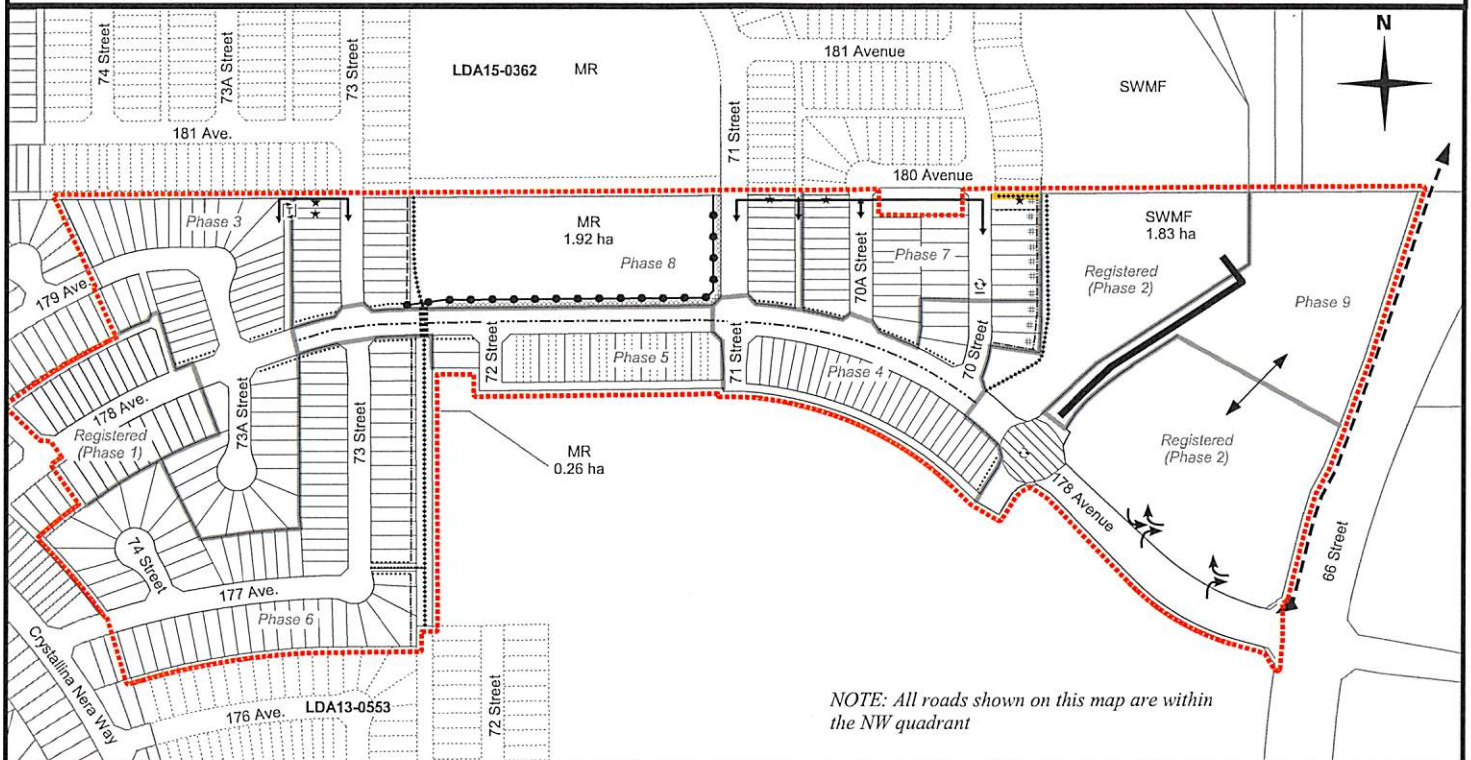 N
74 Street
73A Street
73 Street
LDA15-0362
MR
181 Avenue
SWMF
71 Street
181 Ave.
180 Avenue
Phase 3
MR
1.92 ha
Phase 8
70A Street
Phase 7
SWMF
1.83 ha
Registered
(Phase 2)
Phase 9
179 Ave.
72 Street
Phase 5
71 Street
Phase 4
70 Street
178 Ave.
Registered
(Phase 1)
73A Street
73 Street
MR
0.26 ha
Registered
(Phase 2)
178 Avenue
66 Street
74 Street
177 Ave.
Phase 6
Crystallina Nera Way
176 Ave.
LDA13-0553
72 Street
NOTE: All roads shown on this map are within
the NW quadrant